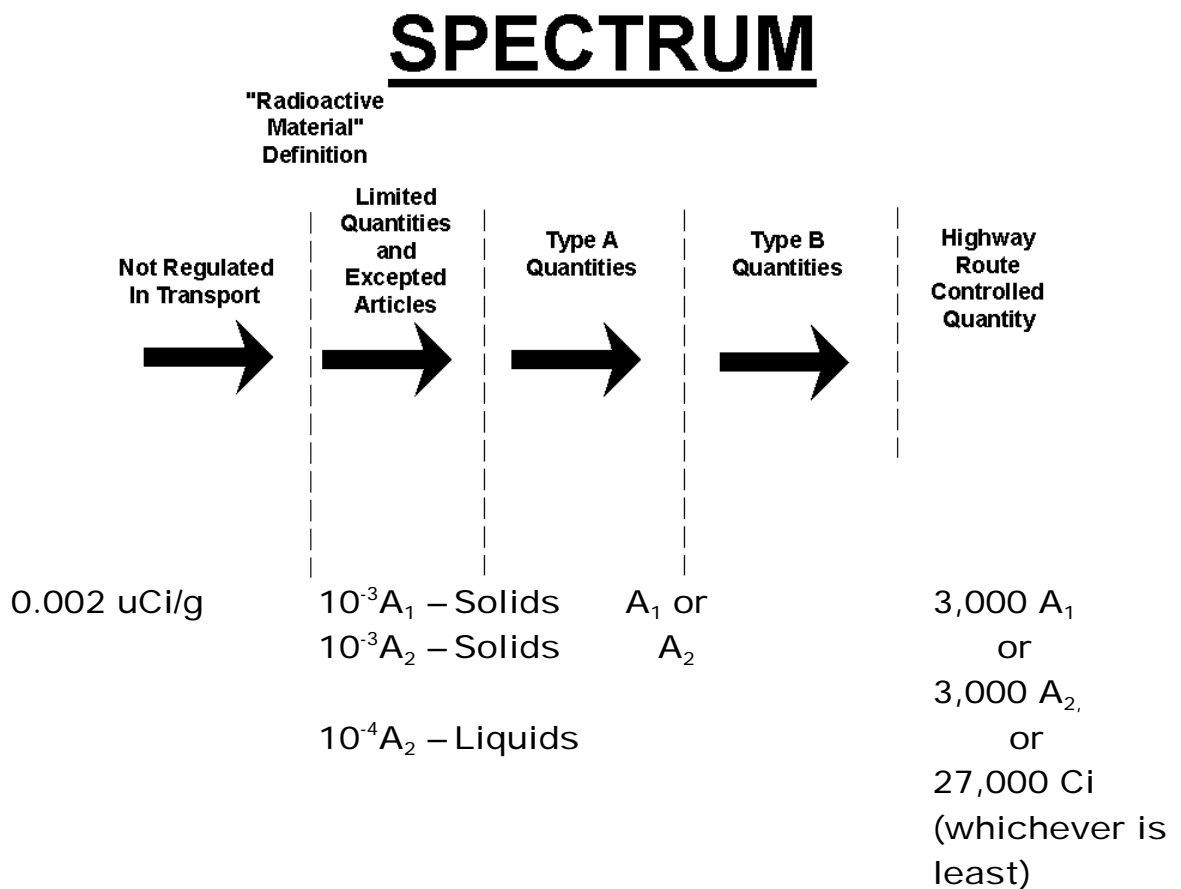 SPECTRUM
"Radioactive
Material"
Definition
Not Regulated
In Transport
Limited
Quantities
and
Excepted
Articles
Type A
Quantities
Type B
Quantities
Highway
Route
Controlled
Quantity
0.002 uCi/g
10⁻³A₁ – Solids
10⁻³A₂ – Solids
10⁻⁴A₂ – Liquids
A₁ or
A₂
3,000 A₁
or
3,000 A₂,
or
27,000 Ci
(whichever is
least)